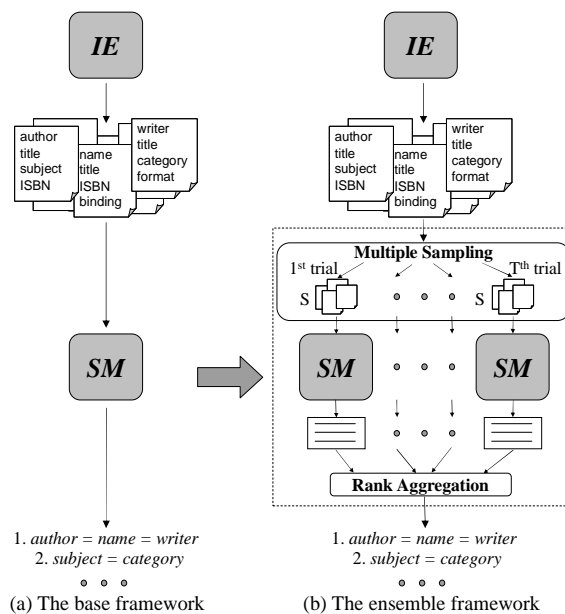 IE
author
title
subject
ISBN
name
title
ISBN
binding
writer
title
category
format
SM
1. author = name = writer
2. subject = category
(a) The base framework
IE
author
title
subject
ISBN
name
title
ISBN
binding
writer
title
category
format
Multiple Sampling
1st trial
Tth trial
S
S
SM
SM
Rank Aggregation
1. author = name = writer
2. subject = category
(b) The ensemble framework